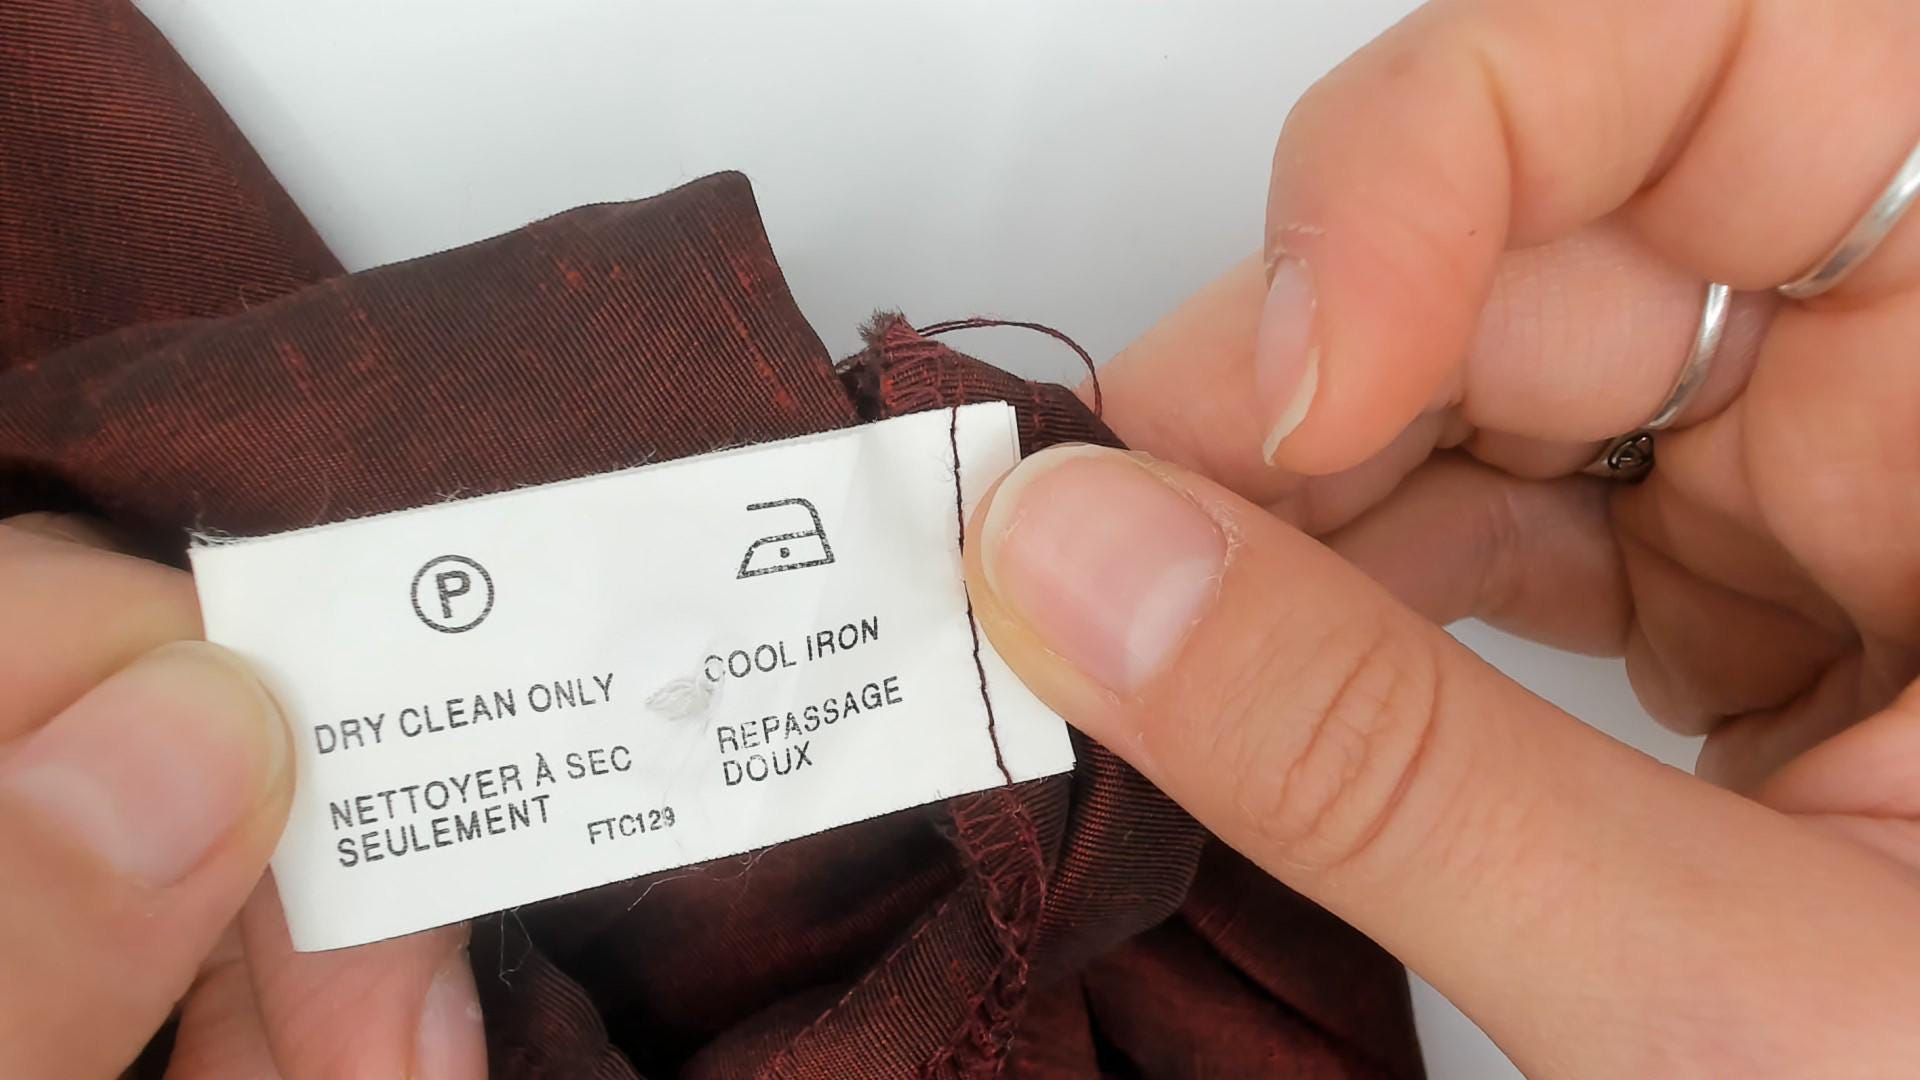 P
DRY CLEAN ONLY
NETTOYER À SEC
SEULEMENT
FTC129
COOL IRON
REPASSAGE
DOUX